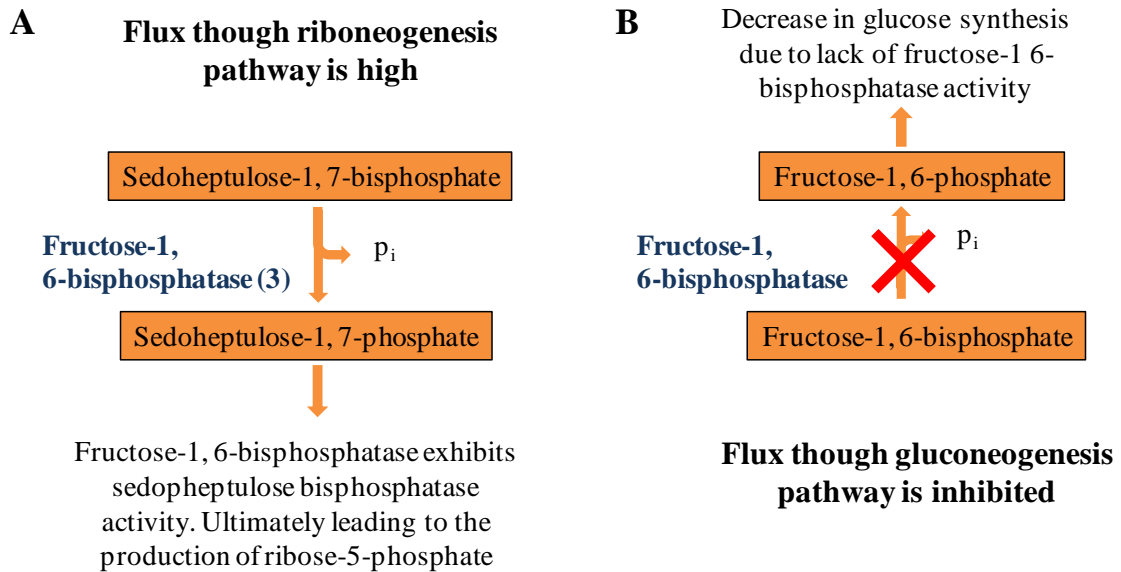 A
Flux though riboneogenesis
pathway is high
Sedoheptulose-1, 7-bisphosphate
Fructose-1,
6-bisphosphatase (3)
p i
Sedoheptulose-1, 7-phosphate
Fructose-1, 6-bisphosphatase exhibits
sedopheptulose bisphosphatase
activity. Ultimately leading to the
production of ribose-5-phosphate
B
Decrease in glucose synthesis
due to lack of fructose-1 6-
bisphosphatase activity
Fructose-1, 6-phosphate
Fructose-1,
6-bisphosphatase
p i
Fructose-1, 6-bisphosphate
Flux though gluconeogenesis
pathway is inhibited